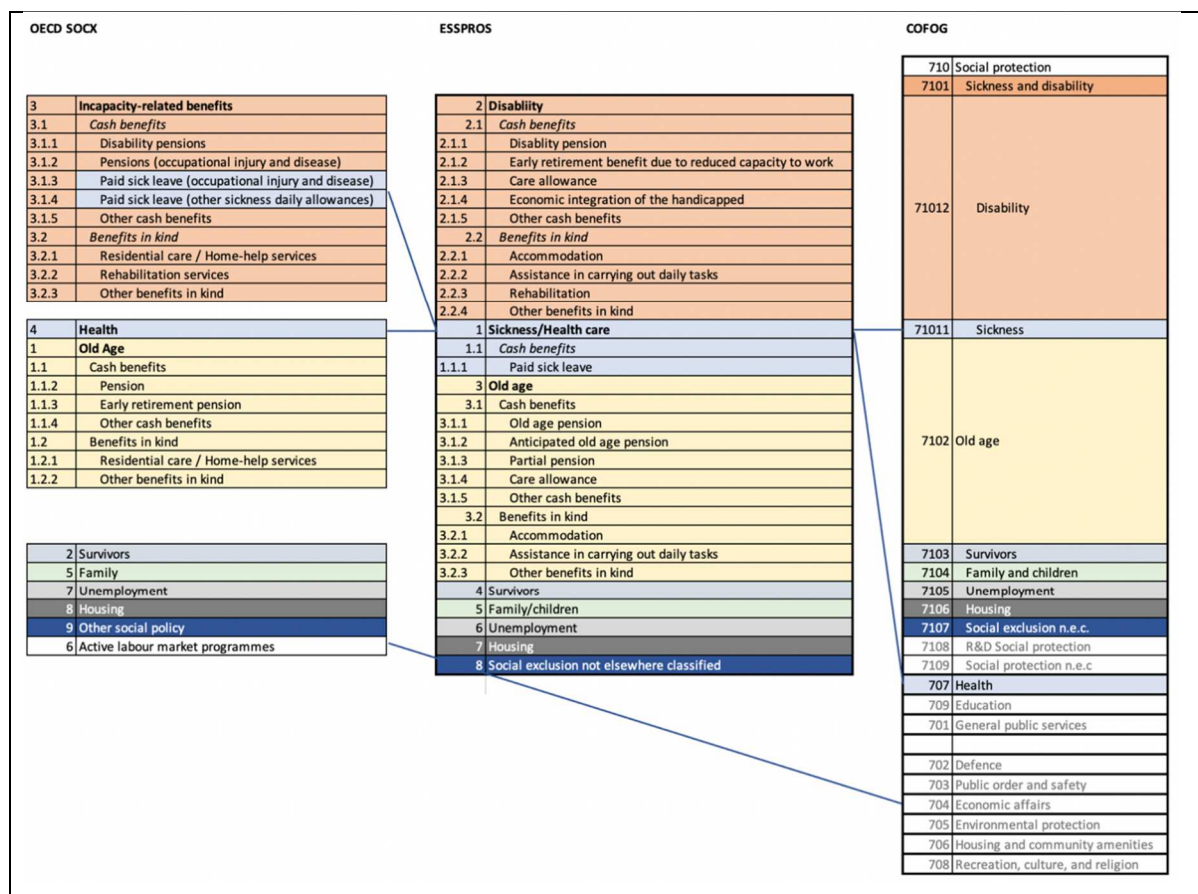 OECD SOCX
3 Incapacity-related benefits
3.1 Cash benefits
3.1.1 Disability pensions
3.1.2 Pensions (occupational injury and disease)
3.1.3 Paid sick leave (occupational injury and disease)
3.1.4 Paid sick leave (other sickness daily allowances)
3.1.5 Other cash benefits
3.2 Benefits in kind
3.2.1 Residential care / Home-help services
3.2.2 Rehabilitation services
3.2.3 Other benefits in kind
4 Health
1 Old Age
1.1 Cash benefits
1.1.2 Pension
1.1.3 Early retirement pension
1.1.4 Other cash benefits
1.2 Benefits in kind
1.2.1 Residential care / Home-help services
1.2.2 Other benefits in kind
2 Survivors
5 Family
7 Unemployment
8 Housing
9 Other social policy
6 Active labour market programmes
ESSPROS
2 Disabliity
2.1 Cash benefits
2.1.1 Disablity pension
2.1.2 Early retirement benefit due to reduced capacity to work
2.1.3 Care allowance
2.1.4 Economic integration of the handicapped
2.1.5 Other cash benefits
2.2 Benefits in kind
2.2.1 Accommodation
2.2.2 Assistance in carrying out daily tasks
2.2.3 Rehabilitation
2.2.4 Other benefits in kind
1 Sickness/Health care
1.1 Cash benefits
1.1.1 Paid sick leave
3 Old age
3.1 Cash benefits
3.1.1 Old age pension
3.1.2 Anticipated old age pension
3.1.3 Partial pension
3.1.4 Care allowance
3.1.5 Other cash benefits
3.2 Benefits in kind
3.2.1 Accommodation
3.2.2 Assistance in carrying out daily tasks
3.2.3 Other benefits in kind
4 Survivors
5 Family/children
6 Unemployment
7 Housing
8 Social exclusion not elsewhere classified
COFOG
710 Social protection
7101 Sickness and disability
71012 Disability
71011 Sickness
7102 Old age
7103 Survivors
7104 Family and children
7105 Unemployment
7106 Housing
7107 Social exclusion n.e.c.
7108 R&D Social protection
7109 Social protection n.e.c
707 Health
709 Education
701 General public services
702 Defence
703 Public order and safety
704 Economic affairs
705 Environmental protection
706 Housing and community amenities
708 Recreation, culture, and religion